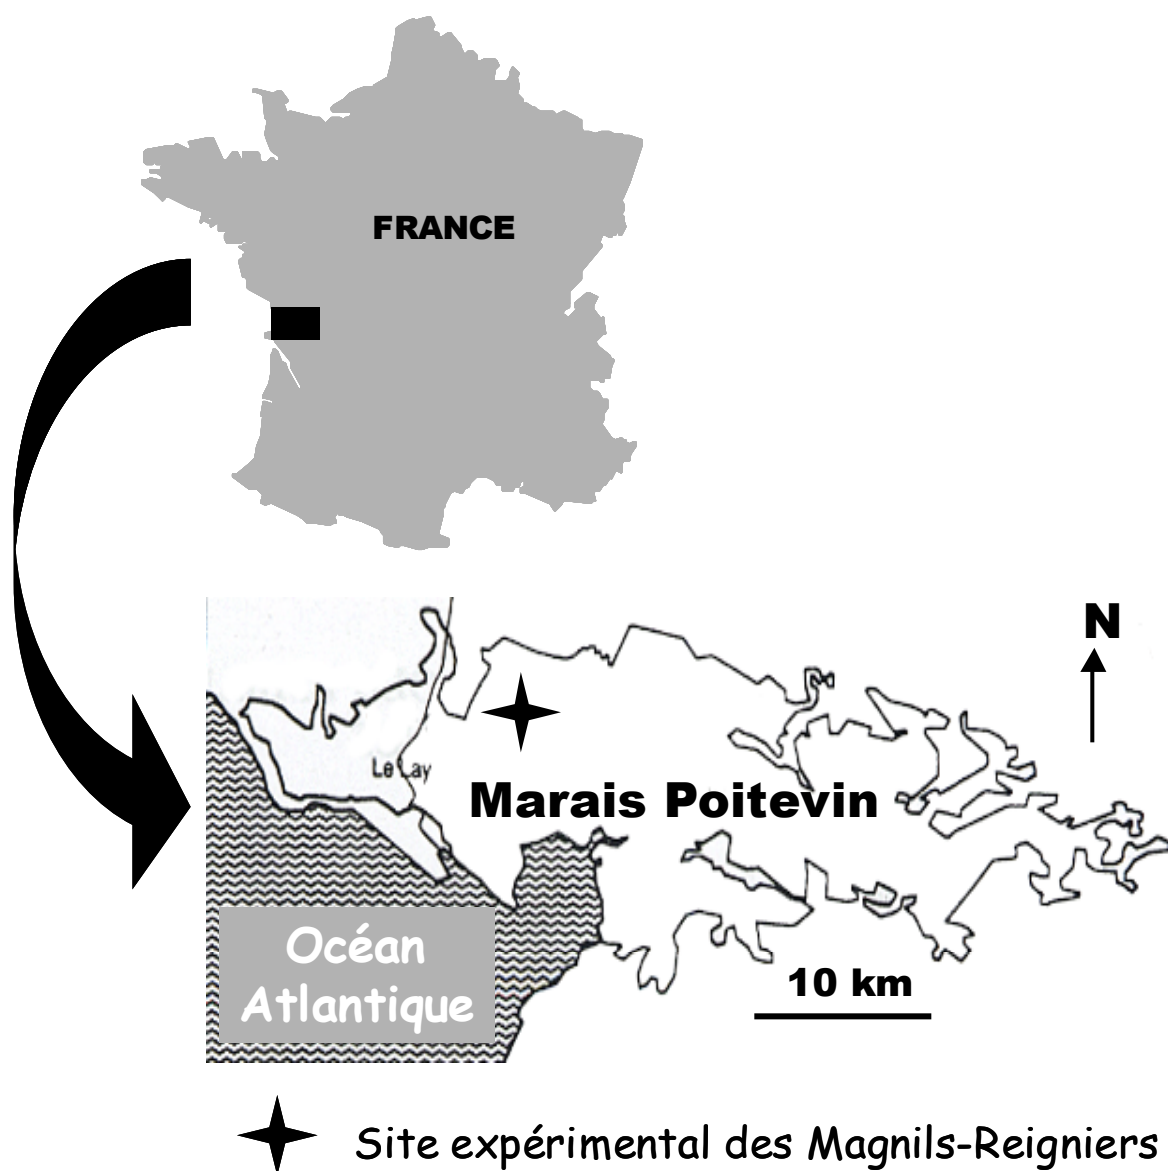 FRANCE
N
Le Lay
Marais Poitevin
Océan
Atlantique
10 km
Site expérimental des Magnils-Reigniers